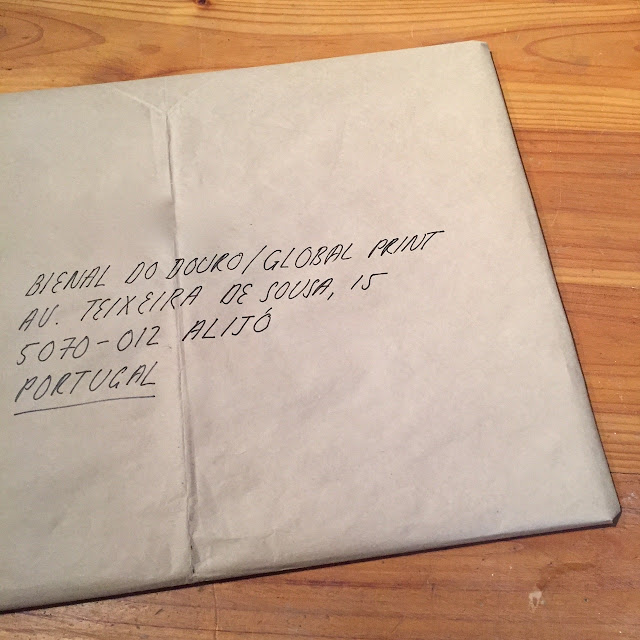 BIENAL DO DOURO/GLOBAL PRINT
AV. TEIXEIRA DE SOUSA, 15
5070-012 ALIJÓ
PORTUGAL